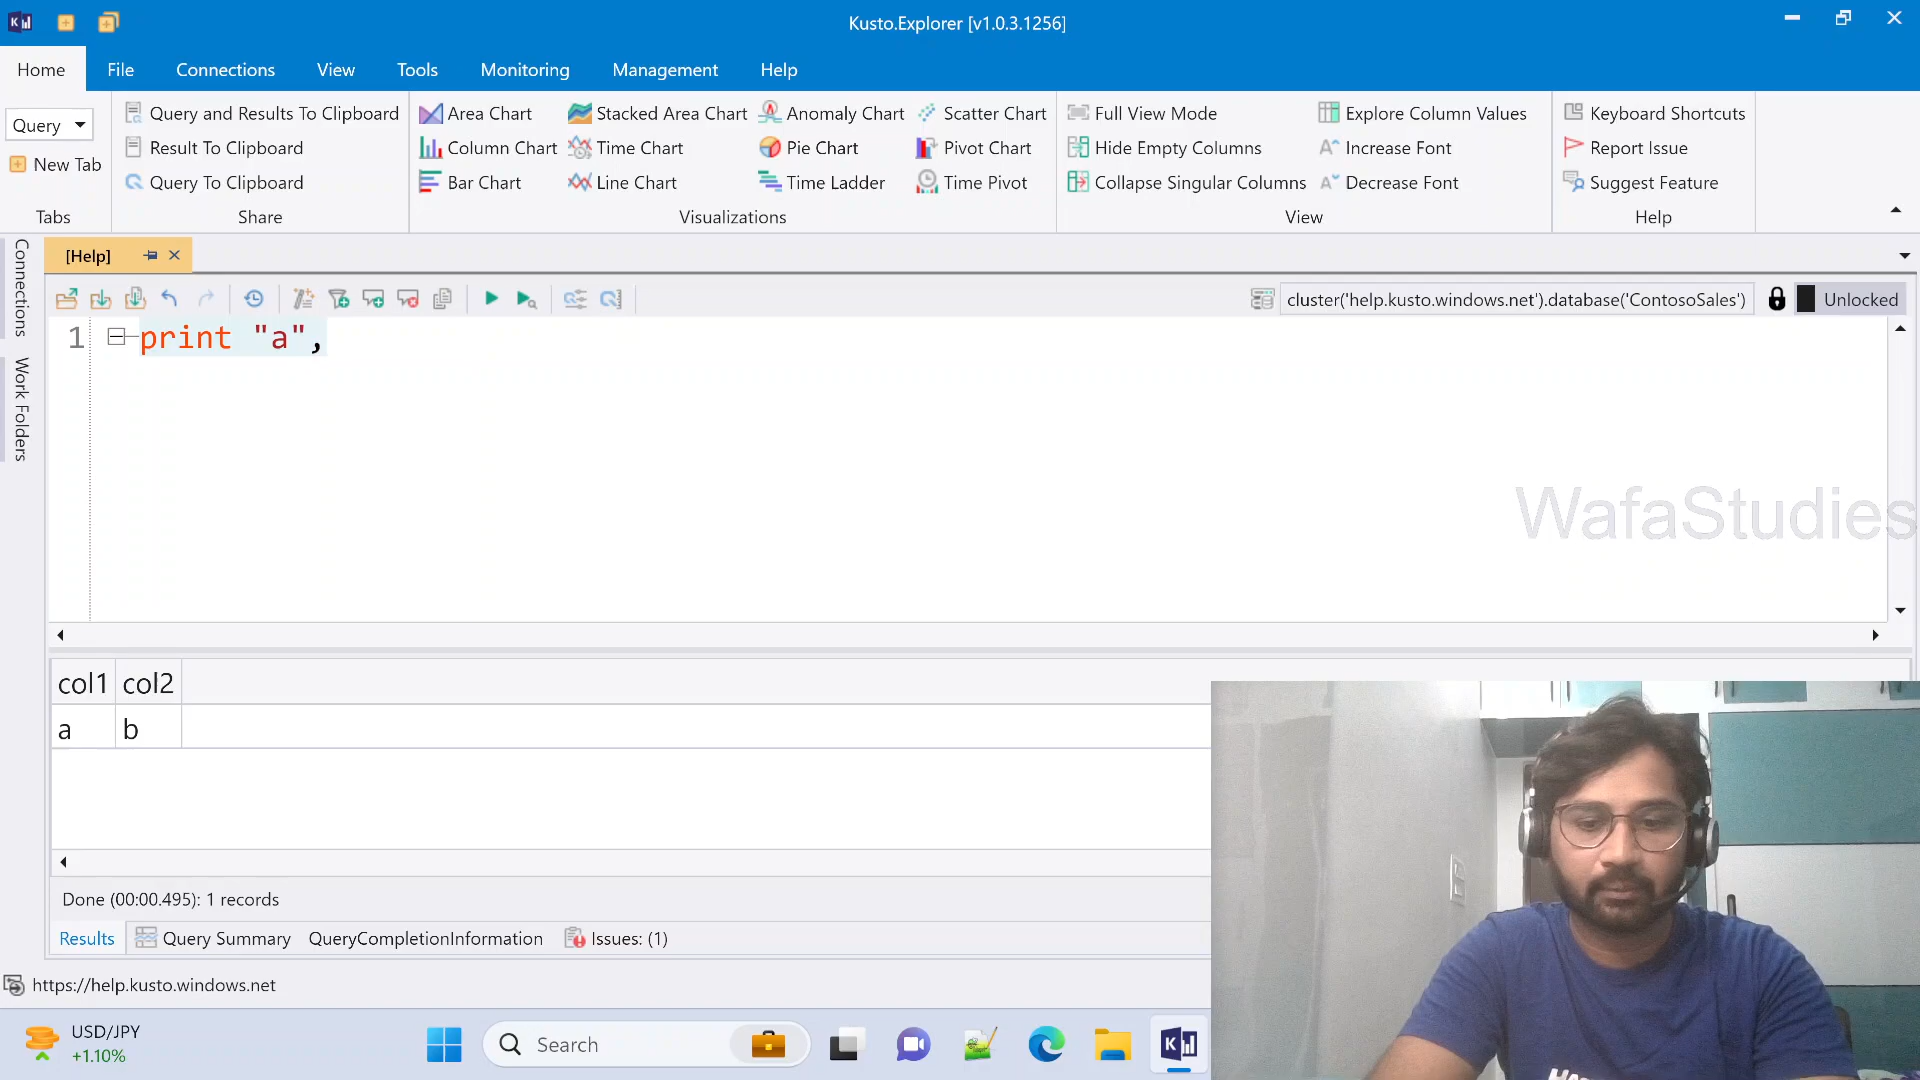 Kusto.Explorer [v1.0.3.1256]
Home File Connections View Tools Monitoring Management Help
Query
New Tab
Tabs
Query and Results To Clipboard
Result To Clipboard
Query To Clipboard
Share
Area Chart Stacked Area Chart Anomaly Chart Scatter Chart
Column Chart Time Chart Pie Chart Pivot Chart
Bar Chart Line Chart Time Ladder Time Pivot
Visualizations
Full View Mode Explore Column Values
Hide Empty Columns Increase Font
Collapse Singular Columns Decrease Font
View
Keyboard Shortcuts
Report Issue
Suggest Feature
Help
Connections
Work Folders
[Help]
cluster('help.kusto.windows.net').database('ContosoSales') Unlocked
1 print "a",
WafaStudies
col1 col2
a b
Done (00:00.495): 1 records
Results Query Summary QueryCompletionInformation Issues: (1)
https://help.kusto.windows.net
USD/JPY
+1.10%
Search